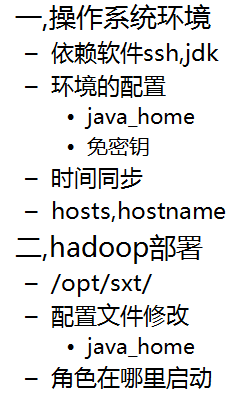 一,操作系统环境
– 依赖软件ssh,jdk
– 环境的配置
• java_home
• 免密钥
– 时间同步
– hosts,hostname
二,hadoop部署
– /opt/sxt/
– 配置文件修改
• java_home
– 角色在哪里启动